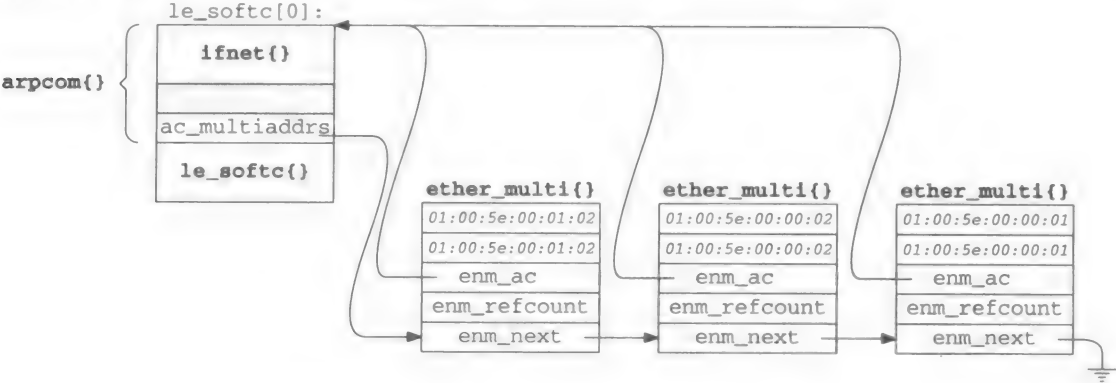 le_softc[0]:
ifnet{}
arpcom{}
ac_multiaddrs
le_softc{}
ether_multi{}
01:00:5e:00:01:02
01:00:5e:00:01:02
enm_ac
enm_refcount
enm_next
ether_multi{}
01:00:5e:00:00:02
01:00:5e:00:00:02
enm_ac
enm_refcount
enm_next
ether_multi{}
01:00:5e:00:00:01
01:00:5e:00:00:01
enm_ac
enm_refcount
enm_next